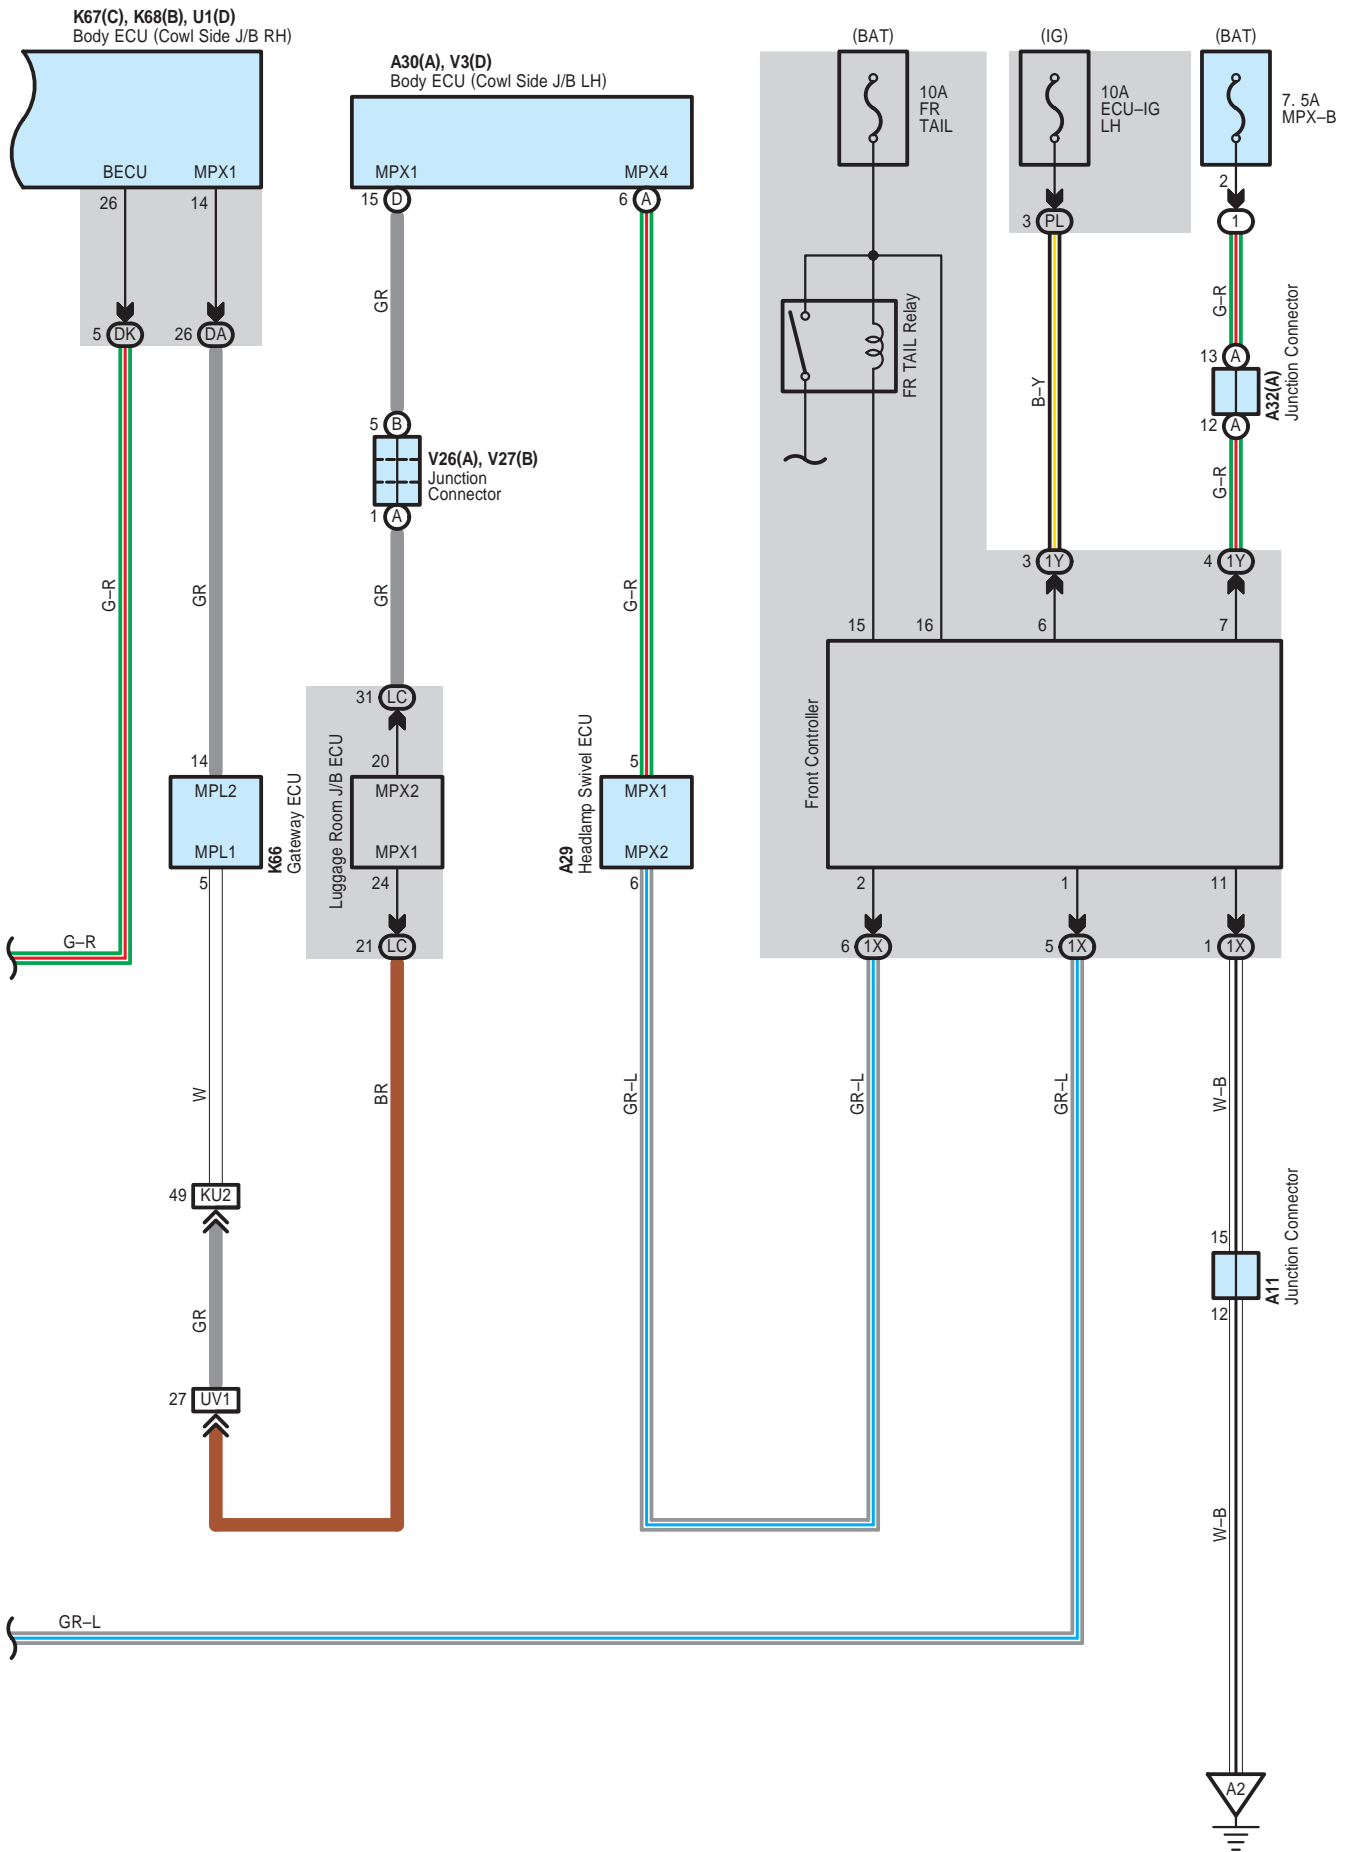 K67(C), K68(B), U1(D)
Body ECU (Cowl Side J/B RH)
A30(A), V3(D)
Body ECU (Cowl Side J/B LH)
(BAT)
(IG)
(BAT)
10A
FR
TAIL
10A
ECU–IG
LH
7. 5A
MPX–B
BECU
MPX1
MPX1
MPX4
26
14
15
D
6
A
3
PL
2
1
5
DK
26
DA
GR
FR TAIL Relay
B–Y
G–R
13
A
A32(A)
Junction Connector
12
A
G–R
5
B
V26(A), V27(B)
Junction
Connector
1
A
G–R
GR
GR
G–R
3
1Y
4
1Y
15
16
6
7
31
LC
14
20
5
MPL2
MPL1
K66
Gateway ECU
Luggage Room J/B ECU
MPX2
MPX1
A29
Headlamp Swivel ECU
MPX1
MPX2
Front Controller
5
24
6
2
1
11
G–R
21
LC
6
1X
5
1X
1
1X
W
BR
GR–L
GR–L
GR–L
W–B
49
KU2
15
A11
Junction Connector
12
GR
27
UV1
W–B
GR–L
A2